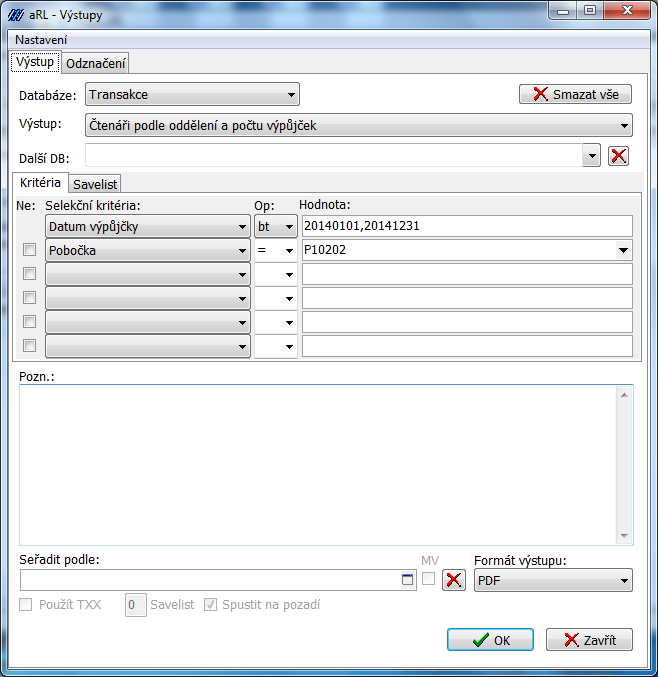 aRL - Výstupy
Nastavení
Výstup Odznačení
Databáze: Transakce Smazat vše
Výstup: Čtenáři podle oddělení a počtu výpůjček
Další DB:
Kritéria Savelist
Ne: Selekční kritéria: Op: Hodnota:
Datum výpůjčky bt 20140101,20141231
Pobočka = P10202
Pozn.:
Seřadit podle: MV Formát výstupu:
PDF
Použít TXX 0 Savelist Spustit na pozadí
OK Zavřít